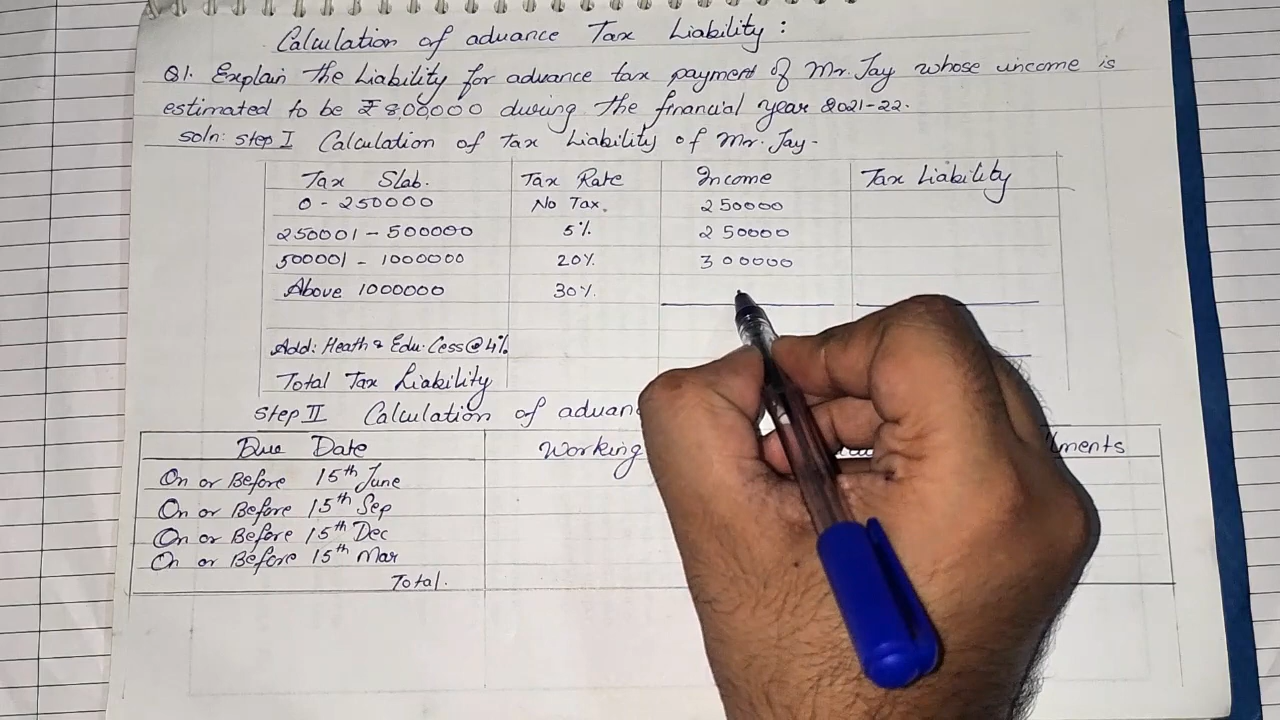 Calculation of advance Tax Liability:
Q1. Explain the Liability for advance tax payment of Mr. Jay whose income is
estimated to be ₹ 8,00,000 during the financial year 2021-22.
Soln: Step I Calculation of Tax Liability of Mr. Jay-
Tax Slab. Tax Rate Income Tax Liability
0 - 250000 No Tax. 250000
250001 - 500000 5% 250000
500001 - 1000000 20% 300000
Above 1000000 30%
Add: Heath & Edu. Cess @ 4%
Total Tax Liability
Step II Calculation of
Due Date Working
On or Before 15th June
On or Before 15th Sep
On or Before 15th Dec
On or Before 15th Mar
Total.